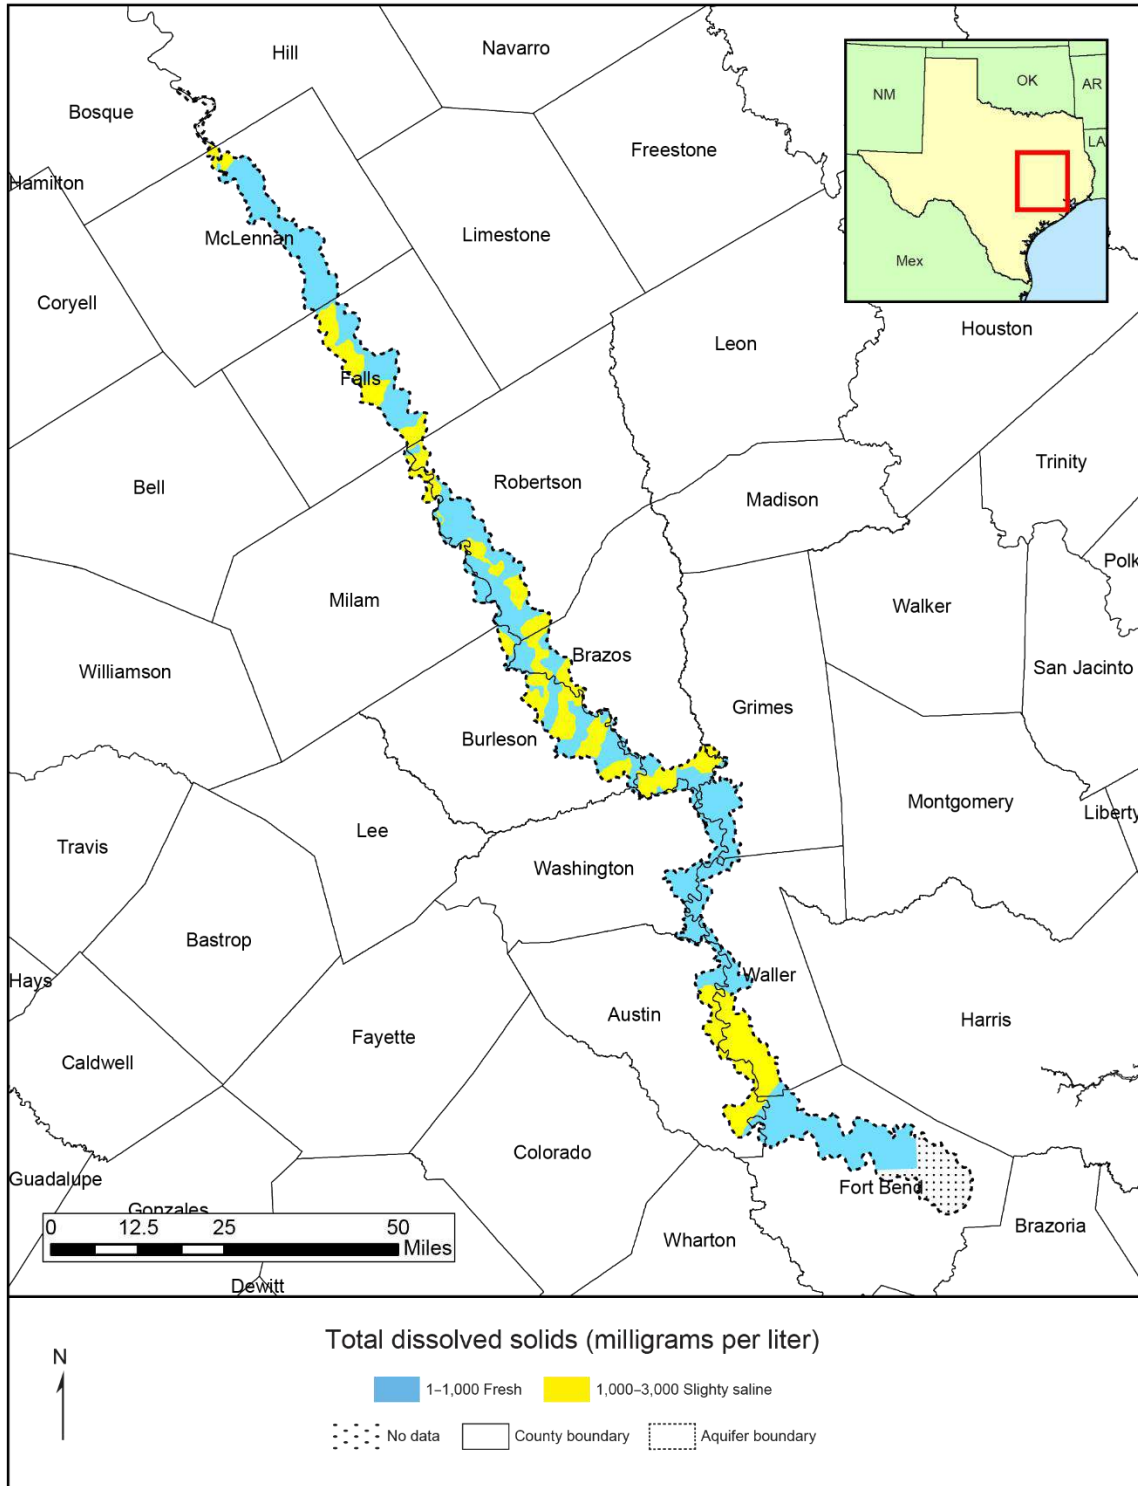 Hill
Navarro
Bosque
Freestone
Hamilton
McLennan
Limestone
Coryell
Leon
Houston
Falls
Bell
Robertson
Madison
Trinity
Polk
Milam
Walker
Williamson
Brazos
San Jacinto
Grimes
Burleson
Montgomery
Liberty
Travis
Lee
Washington
Bastrop
Hays
Waller
Austin
Harris
Fayette
Caldwell
Colorado
Guadalupe
Fort Bend
Gonzales
Brazoria
Wharton
Dewitt
NM
OK
AR
LA
Mex
0 12.5 25 50
Miles
Total dissolved solids (milligrams per liter)
N
1–1,000 Fresh
1,000–3,000 Slighty saline
No data
County boundary
Aquifer boundary